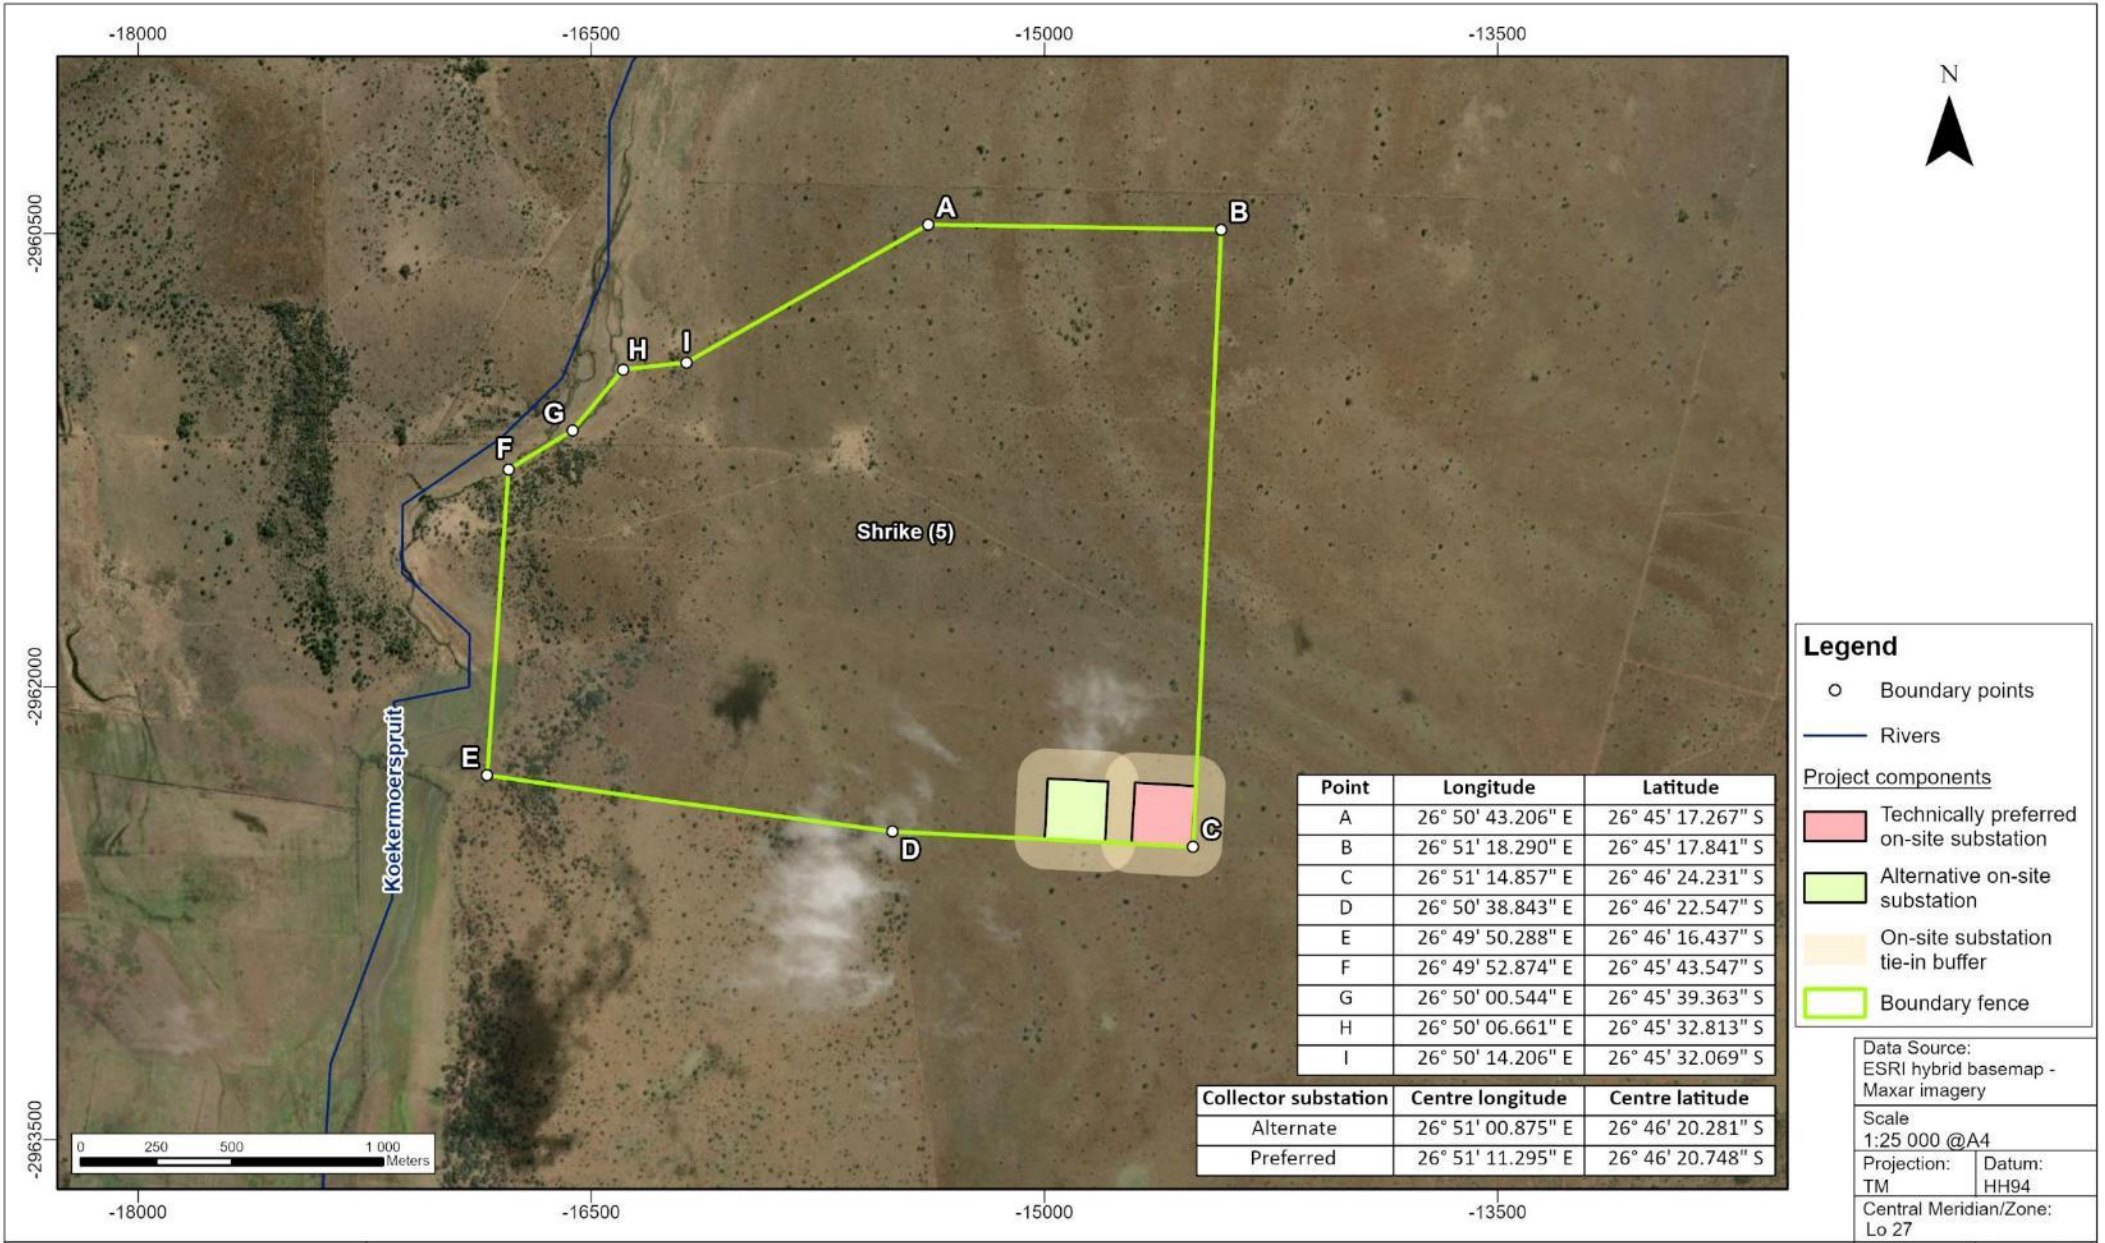 -18000 -16500 -15000 -13500
N
-2960500
-2962000
-2963500
A
B
H
I
G
F
Shrike (5)
E
D
C
Koekermoerspruit
Point Longitude Latitude
A 26° 50' 43.206" E 26° 45' 17.267" S
B 26° 51' 18.290" E 26° 45' 17.841" S
C 26° 51' 14.857" E 26° 46' 24.231" S
D 26° 50' 38.843" E 26° 46' 22.547" S
E 26° 49' 50.288" E 26° 46' 16.437" S
F 26° 49' 52.874" E 26° 45' 43.547" S
G 26° 50' 00.544" E 26° 45' 39.363" S
H 26° 50' 06.661" E 26° 45' 32.813" S
I 26° 50' 14.206" E 26° 45' 32.069" S
Collector substation Centre longitude Centre latitude
Alternate 26° 51' 00.875" E 26° 46' 20.281" S
Preferred 26° 51' 11.295" E 26° 46' 20.748" S
0 250 500 1 000
Meters
-18000 -16500 -15000 -13500
Legend
Boundary points
Rivers
Project components
Technically preferred
on-site substation
Alternative on-site
substation
On-site substation
tie-in buffer
Boundary fence
Data Source:
ESRI hybrid basemap -
Maxar imagery
Scale
1:25 000 @A4
Projection: Datum:
TM HH94
Central Meridian/Zone:
Lo 27